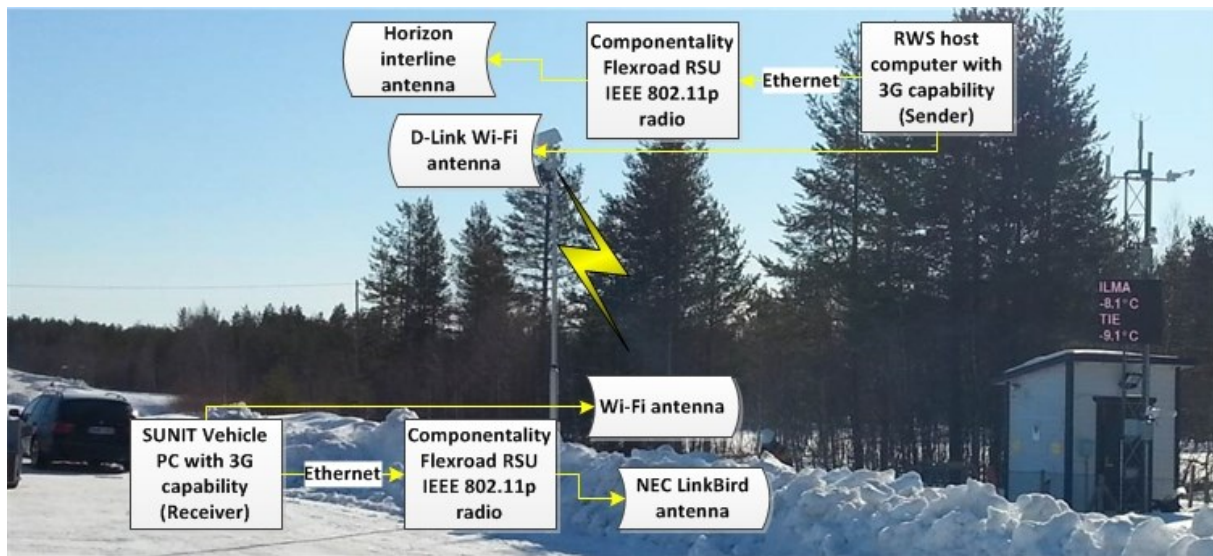 Horizon
interline
antenna
Componentality
Flexroad RSU
IEEE 802.11p
radio
Ethernet
RWS host
computer with
3G capability
(Sender)
D-Link Wi-Fi
antenna
ILMA
-8.1°C
TIE
-9.1°C
Wi-Fi antenna
SUNIT Vehicle
PC with 3G
capability
(Receiver)
Ethernet
Componentality
Flexroad RSU
IEEE 802.11p
radio
NEC LinkBird
antenna